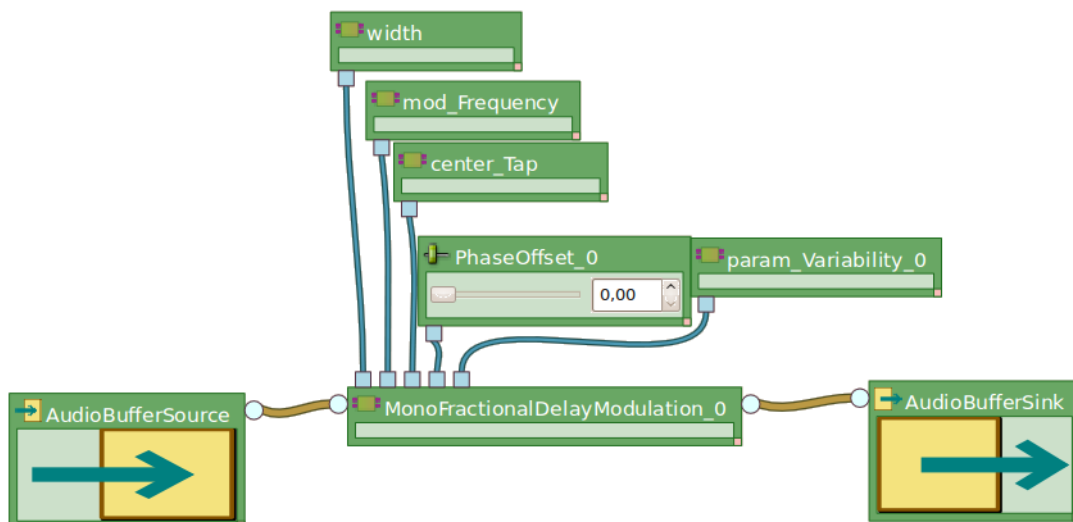 width
mod_Frequency
center_Tap
PhaseOffset_0
param_Variability_0
0,00
AudioBufferSource
MonoFractionalDelayModulation_0
AudioBufferSink